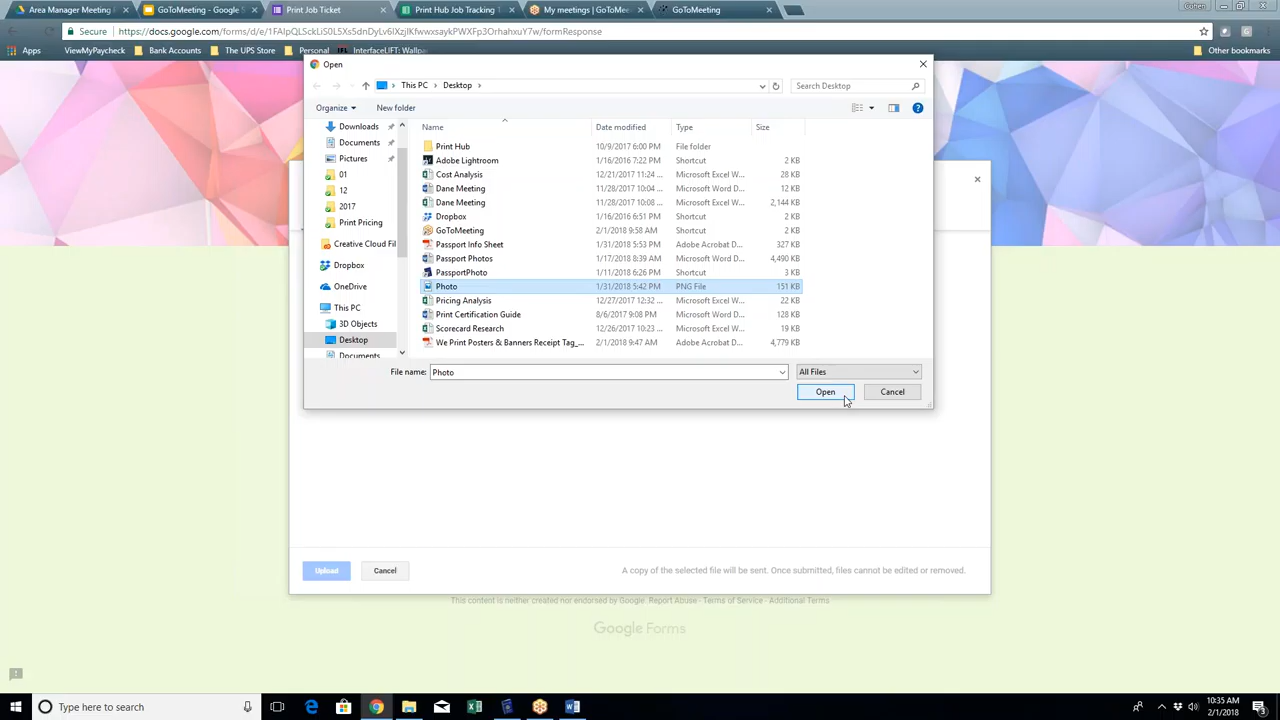 Area Manager Meeting
GoToMeeting - Google S
Print Job Ticket
Print Hub Job Tracking T
My meetings | GoToMee
GoToMeeting
Cohen
Secure
https://docs.google.com/forms/d/e/
/formResponse
Apps
ViewMyPaycheck
Bank Accounts
The UPS Store
Personal
InterfaceLIFT: Wallpa
Other bookmarks
Open
This PC
Desktop
Search Desktop
Organize
New folder
Name
Date modified
Type
Size
Downloads
Documents
Pictures
01
12
2017
Print Pricing
Creative Cloud Fil
Dropbox
OneDrive
This PC
3D Objects
Desktop
Documents
Print Hub 10/9/2017 6:00 PM File folder
Adobe Lightroom 1/16/2016 7:22 PM Shortcut 2 KB
Cost Analysis 12/21/2017 11:24 ... Microsoft Excel W... 28 KB
Dane Meeting 11/28/2017 10:04 ... Microsoft Word D... 12 KB
Dane Meeting 11/28/2017 10:08 ... Microsoft Excel W... 2,144 KB
Dropbox 1/16/2016 6:51 PM Shortcut 2 KB
GoToMeeting 2/1/2018 9:58 AM Shortcut 2 KB
Passport Info Sheet 1/31/2018 5:53 PM Adobe Acrobat D... 327 KB
Passport Photos 1/17/2018 8:39 AM Microsoft Word D... 4,490 KB
PassportPhoto 1/11/2018 6:26 PM Shortcut 3 KB
Photo 1/31/2018 5:42 PM PNG File 151 KB
Pricing Analysis 12/27/2017 12:32 ... Microsoft Excel W... 22 KB
Print Certification Guide 8/6/2017 9:08 PM Microsoft Word D... 128 KB
Scorecard Research 12/26/2017 10:23 ... Microsoft Excel W... 19 KB
We Print Posters & Banners Receipt Tag_... 2/1/2018 9:47 AM Adobe Acrobat D... 4,779 KB
File name: Photo
All Files
Open
Cancel
Upload
Cancel
A copy of the selected file will be sent. Once submitted, files cannot be edited or removed.
This content is neither created nor endorsed by Google. Report Abuse - Terms of Service - Additional Terms
Google Forms
Type here to search
10:35 AM
2/1/2018